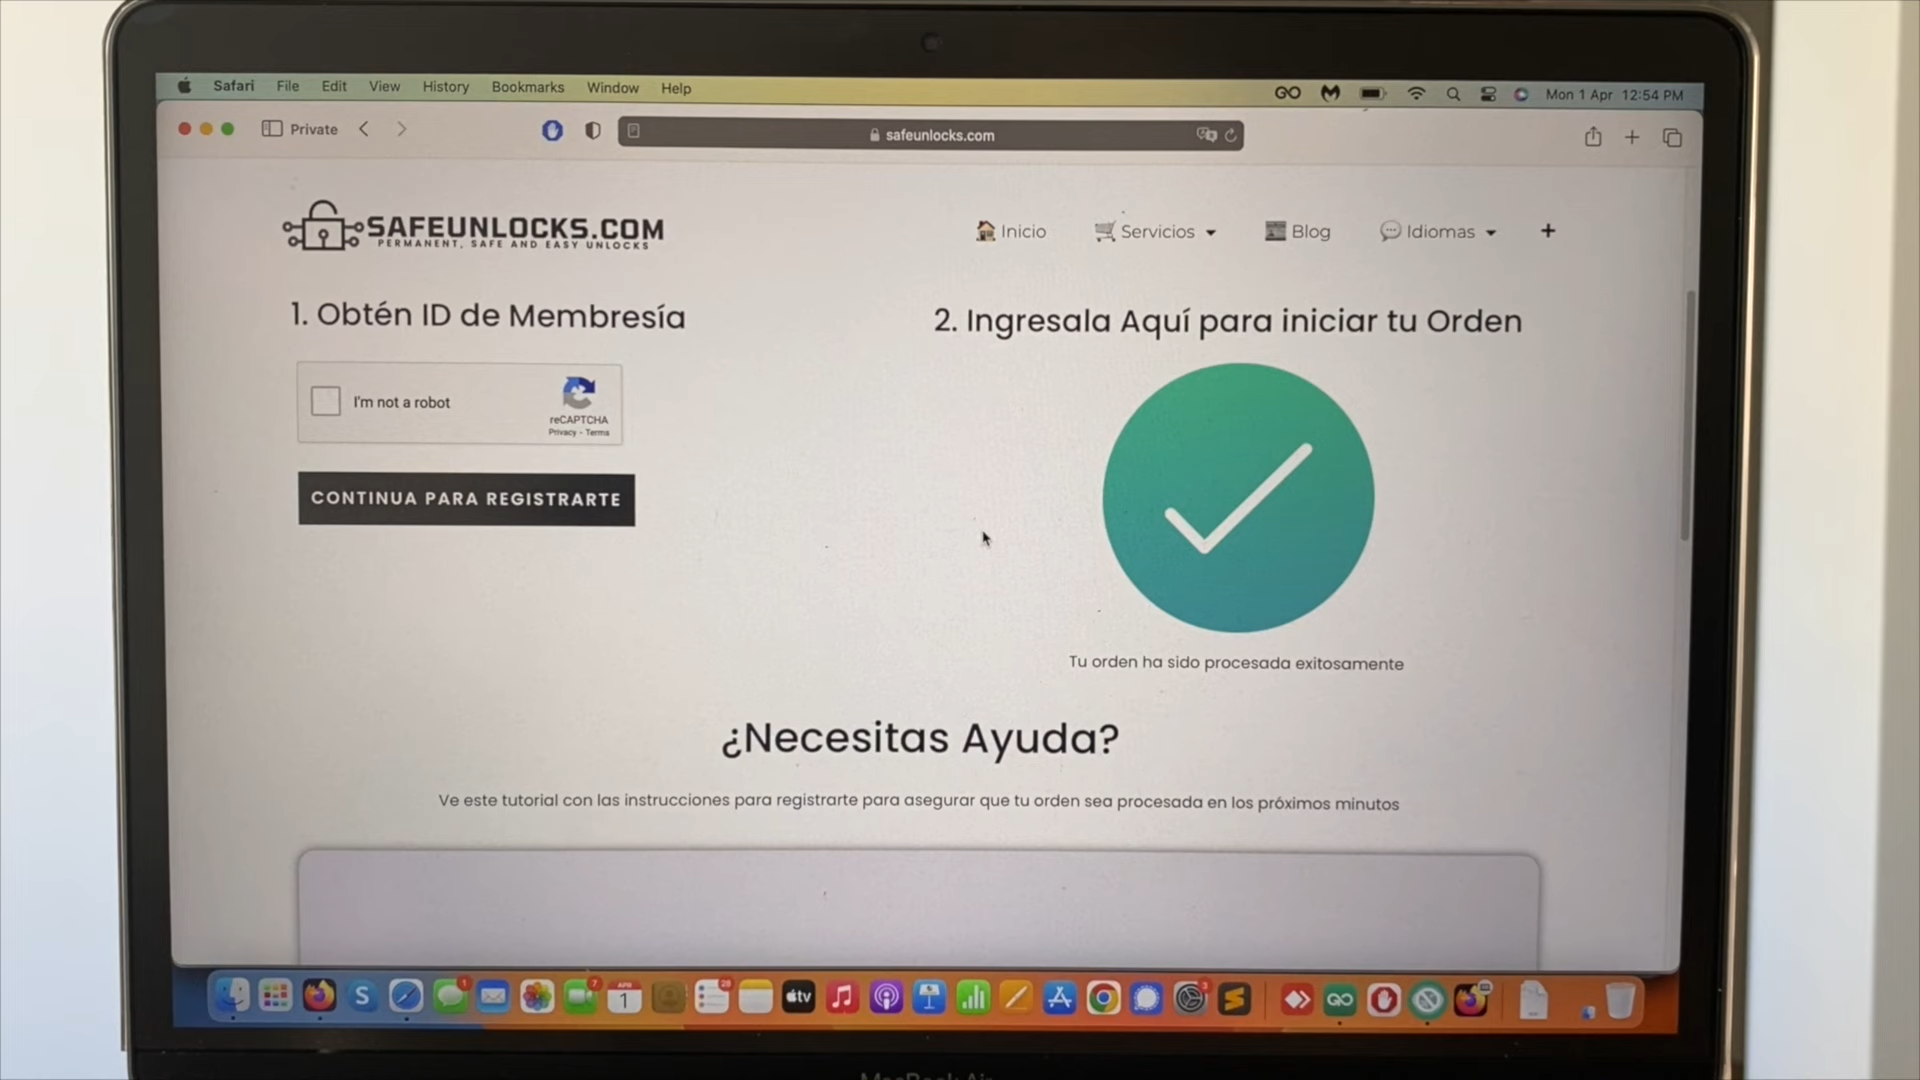 Safari File Edit View History Bookmarks Window Help
Mon 1 Apr 12:54 PM
Private
safeunlocks.com
SAFEUNLOCKS.COM
PERMANENT, SAFE AND EASY UNLOCKS
Inicio
Servicios
Blog
Idiomas
+
1. Obtén ID de Membresía
2. Ingresala Aquí para iniciar tu Orden
I'm not a robot
reCAPTCHA
Privacy - Terms
CONTINUA PARA REGISTRARTE
Tu orden ha sido procesada exitosamente
¿Necesitas Ayuda?
Ve este tutorial con las instrucciones para registrarte para asegurar que tu orden sea procesada en los próximos minutos
S
APR
1
tv